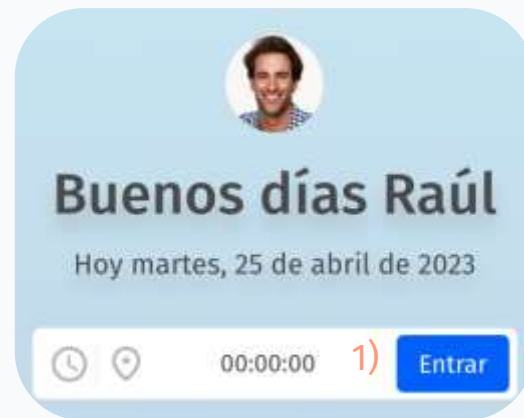 Buenos días Raúl
Hoy martes, 25 de abril de 2023
00:00:00 1) Entrar